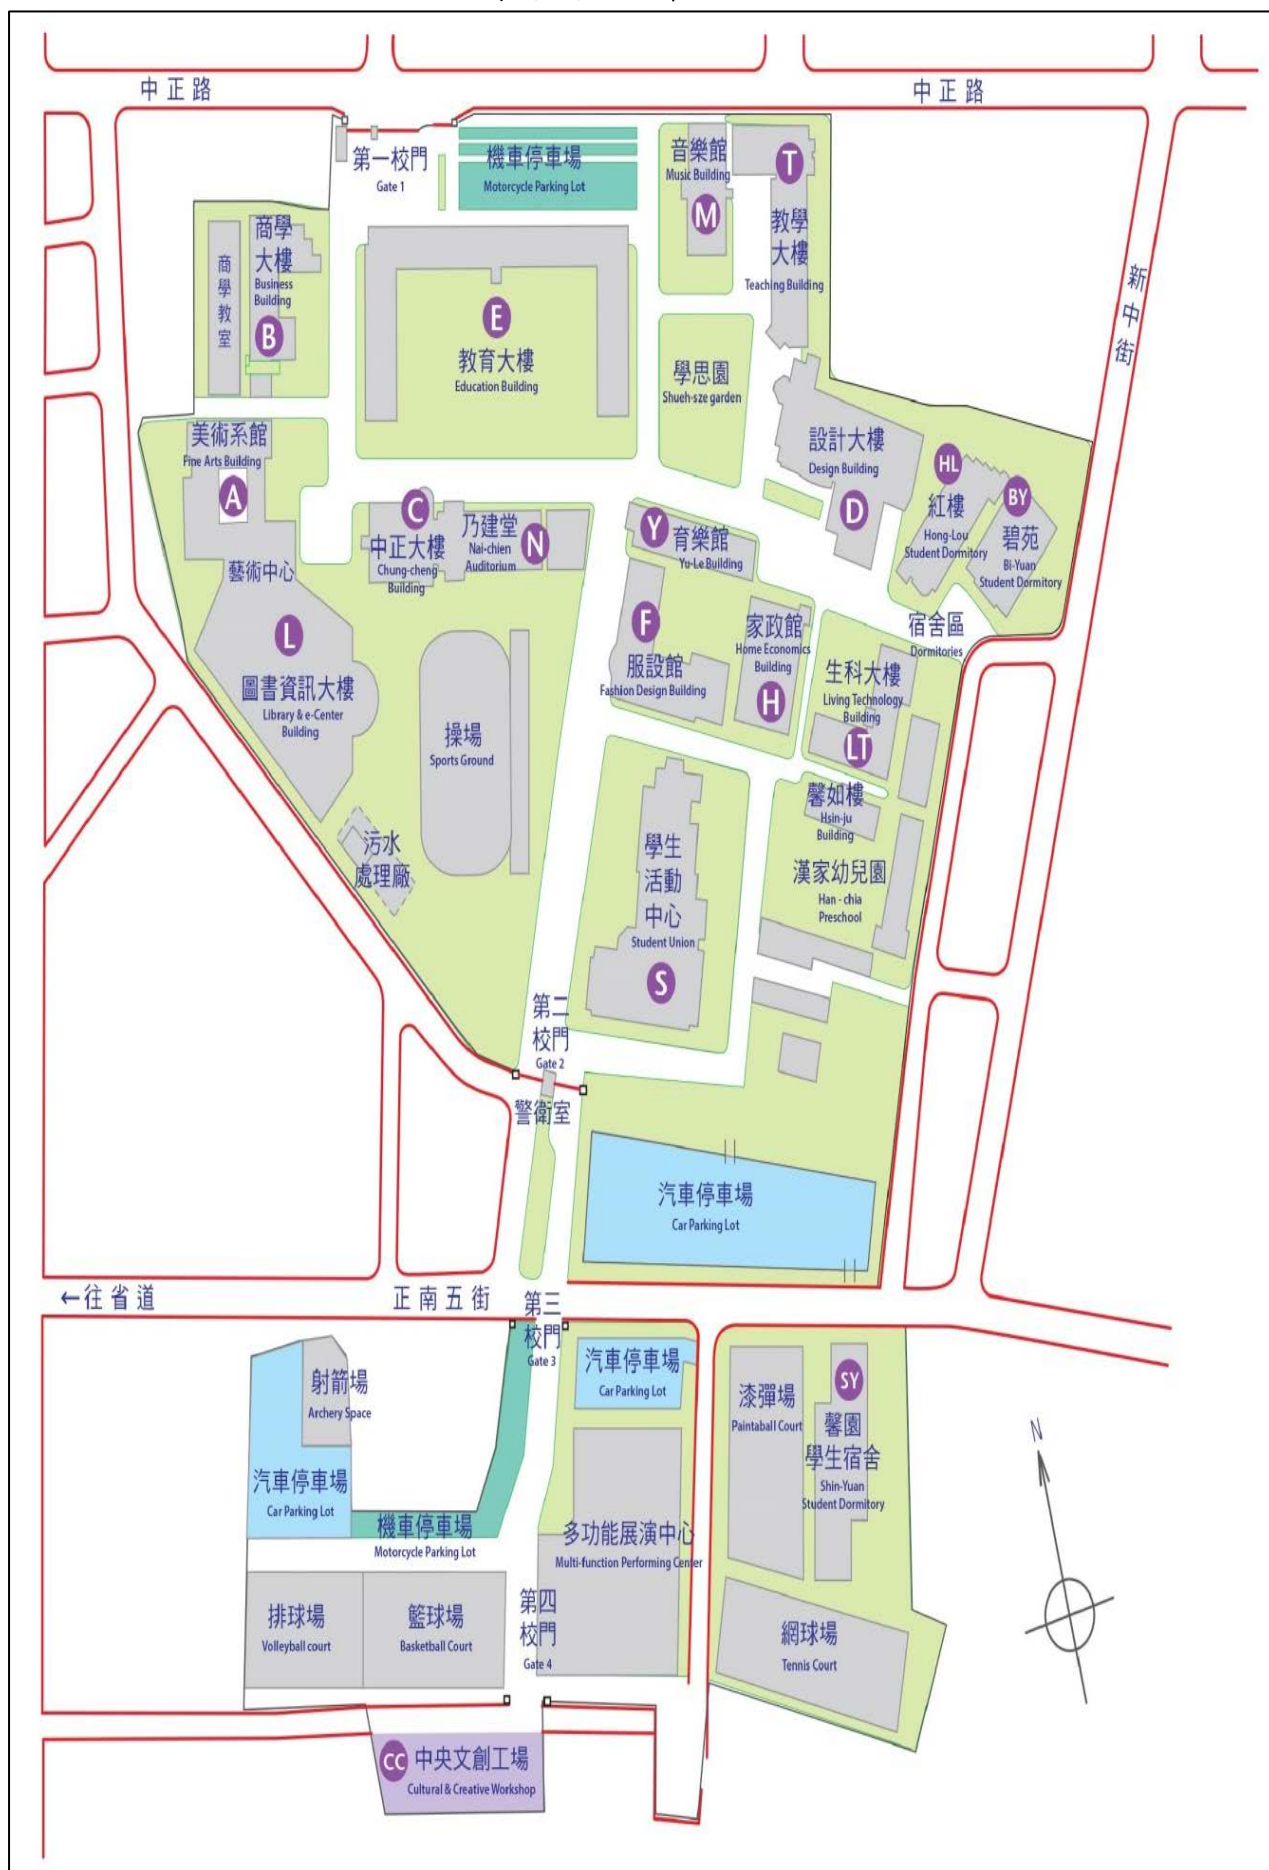 中正路
中正路
第一校門
Gate 1
機車停車場
Motorcycle Parking Lot
音樂館
Music Building
M
T
教學
大樓
Teaching Building
新中街
商學教室
商學
大樓
Business
Building
B
E
教育大樓
Education Building
學思園
Shueh-sze garden
美術系館
Fine Arts Building
A
藝術中心
C
中正大樓
Chung-cheng
Building
乃建堂
Nai-chien
Auditorium
N
設計大樓
Design Building
D
HL
紅樓
Hong-Lou
Student Dormitory
BY
碧苑
Bi-Yuan
Student Dormitory
Y
育樂館
Yu-Le Building
宿舍區
Dormitories
L
圖書資訊大樓
Library & e-Center
Building
F
服設館
Fashion Design Building
家政館
Home Economics
Building
H
生科大樓
Living Technology
Building
LT
操場
Sports Ground
馨如樓
Hsin-ju
Building
污水
處理廠
漢家幼兒園
Han - chia
Preschool
學生
活動
中心
Student Union
S
第二
校門
Gate 2
警衛室
汽車停車場
Car Parking Lot
←往省道
正南五街
第三
校門
Gate 3
汽車停車場
Car Parking Lot
射箭場
Archery Space
漆彈場
Paintaball Court
SY
馨園
學生宿舍
Shin-Yuan
Student Dormitory
N
汽車停車場
Car Parking Lot
機車停車場
Motorcycle Parking Lot
多功能展演中心
Multi-function Performing Center
排球場
Volleyball court
籃球場
Basketball Court
第四
校門
Gate 4
網球場
Tennis Court
CC
中央文創工場
Cultural & Creative Workshop